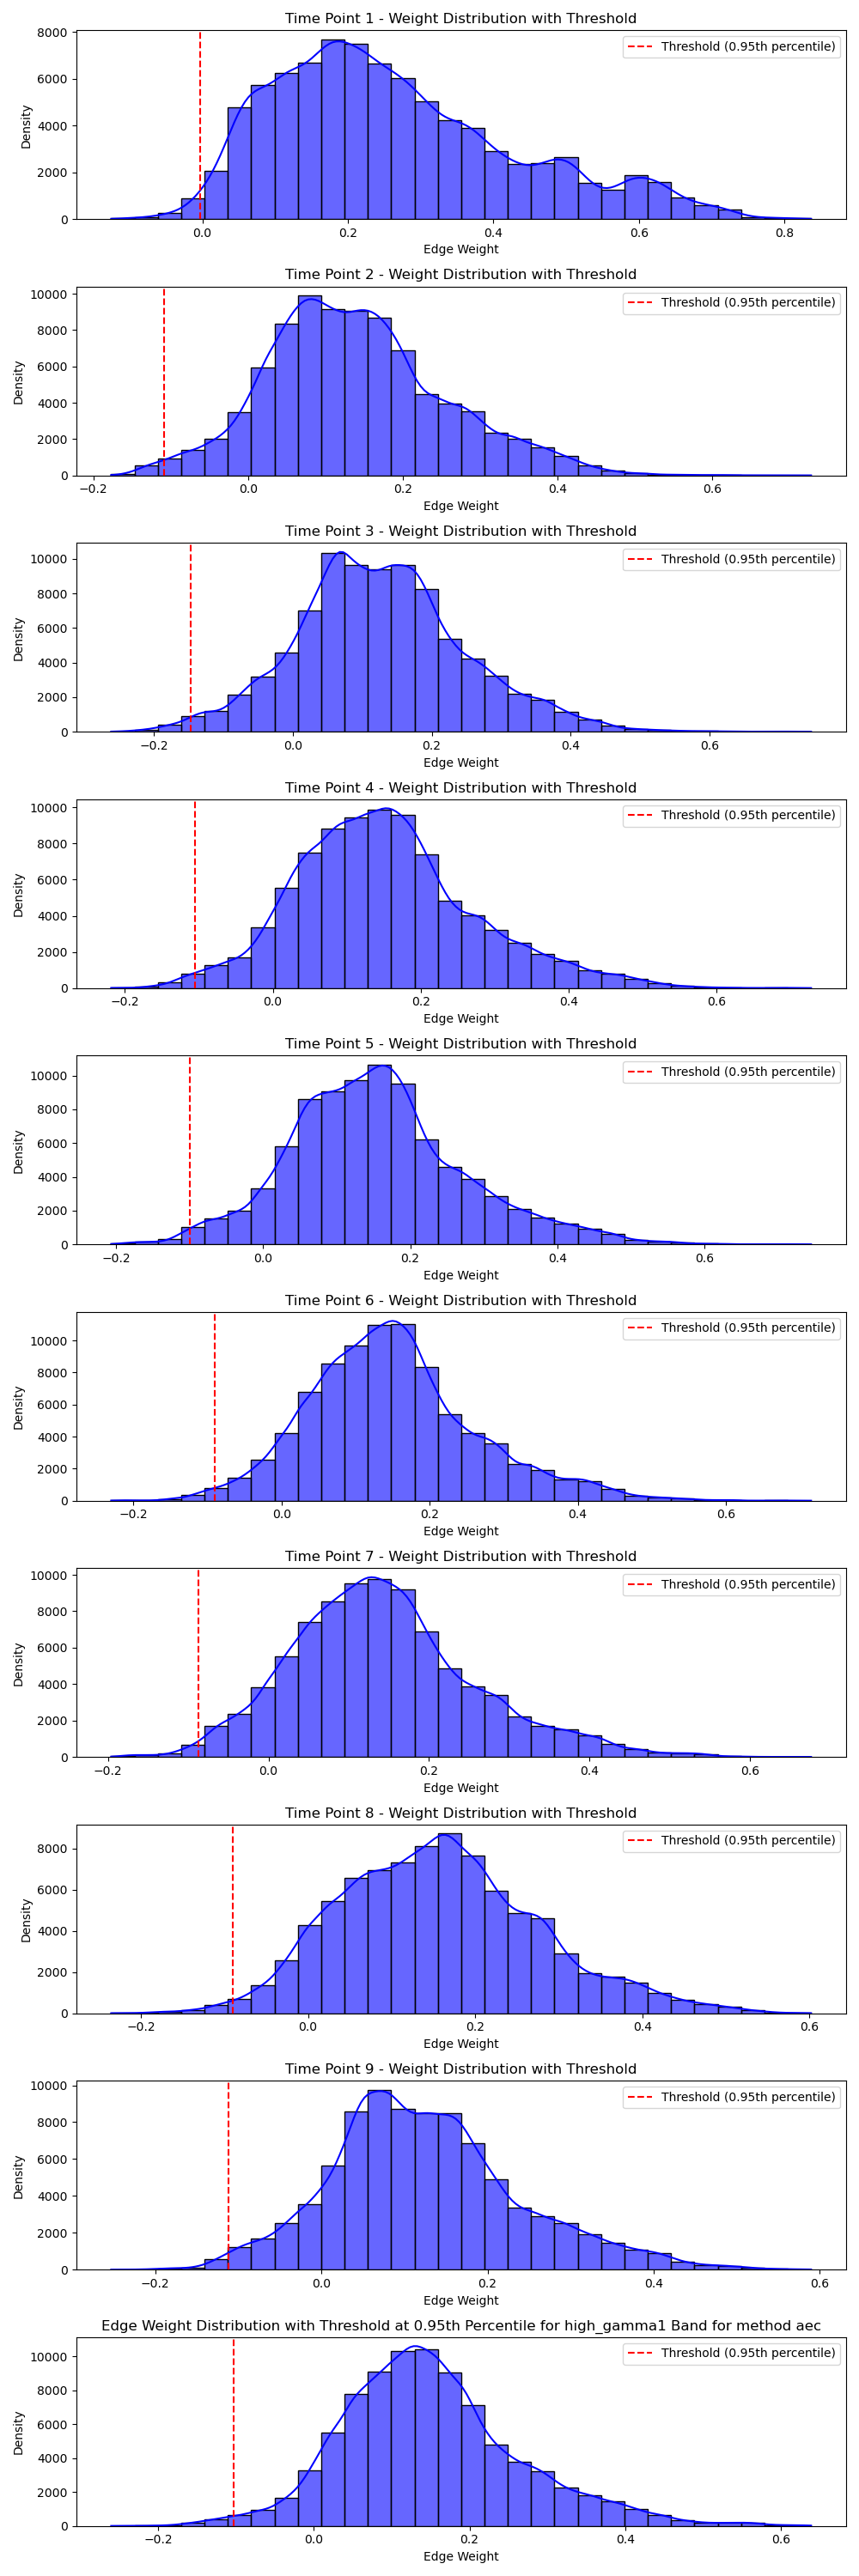 Time Point 1 - Weight Distribution with Threshold
Threshold (0.95th percentile)
8000
6000
4000
2000
0
Density
0.0 0.2 0.4 0.6 0.8
Edge Weight
Time Point 2 - Weight Distribution with Threshold
Threshold (0.95th percentile)
10000
8000
6000
4000
2000
0
Density
−0.2 0.0 0.2 0.4 0.6
Edge Weight
Time Point 3 - Weight Distribution with Threshold
Threshold (0.95th percentile)
10000
8000
6000
4000
2000
0
Density
−0.2 0.0 0.2 0.4 0.6
Edge Weight
Time Point 4 - Weight Distribution with Threshold
Threshold (0.95th percentile)
10000
8000
6000
4000
2000
0
Density
−0.2 0.0 0.2 0.4 0.6
Edge Weight
Time Point 5 - Weight Distribution with Threshold
Threshold (0.95th percentile)
10000
8000
6000
4000
2000
0
Density
−0.2 0.0 0.2 0.4 0.6
Edge Weight
Time Point 6 - Weight Distribution with Threshold
Threshold (0.95th percentile)
10000
8000
6000
4000
2000
0
Density
−0.2 0.0 0.2 0.4 0.6
Edge Weight
Time Point 7 - Weight Distribution with Threshold
Threshold (0.95th percentile)
10000
8000
6000
4000
2000
0
Density
−0.2 0.0 0.2 0.4 0.6
Edge Weight
Time Point 8 - Weight Distribution with Threshold
Threshold (0.95th percentile)
8000
6000
4000
2000
0
Density
−0.2 0.0 0.2 0.4 0.6
Edge Weight
Time Point 9 - Weight Distribution with Threshold
Threshold (0.95th percentile)
10000
8000
6000
4000
2000
0
Density
−0.2 0.0 0.2 0.4 0.6
Edge Weight
Edge Weight Distribution with Threshold at 0.95th Percentile for high_gamma1 Band for method aec
Threshold (0.95th percentile)
10000
8000
6000
4000
2000
0
Density
−0.2 0.0 0.2 0.4 0.6
Edge Weight